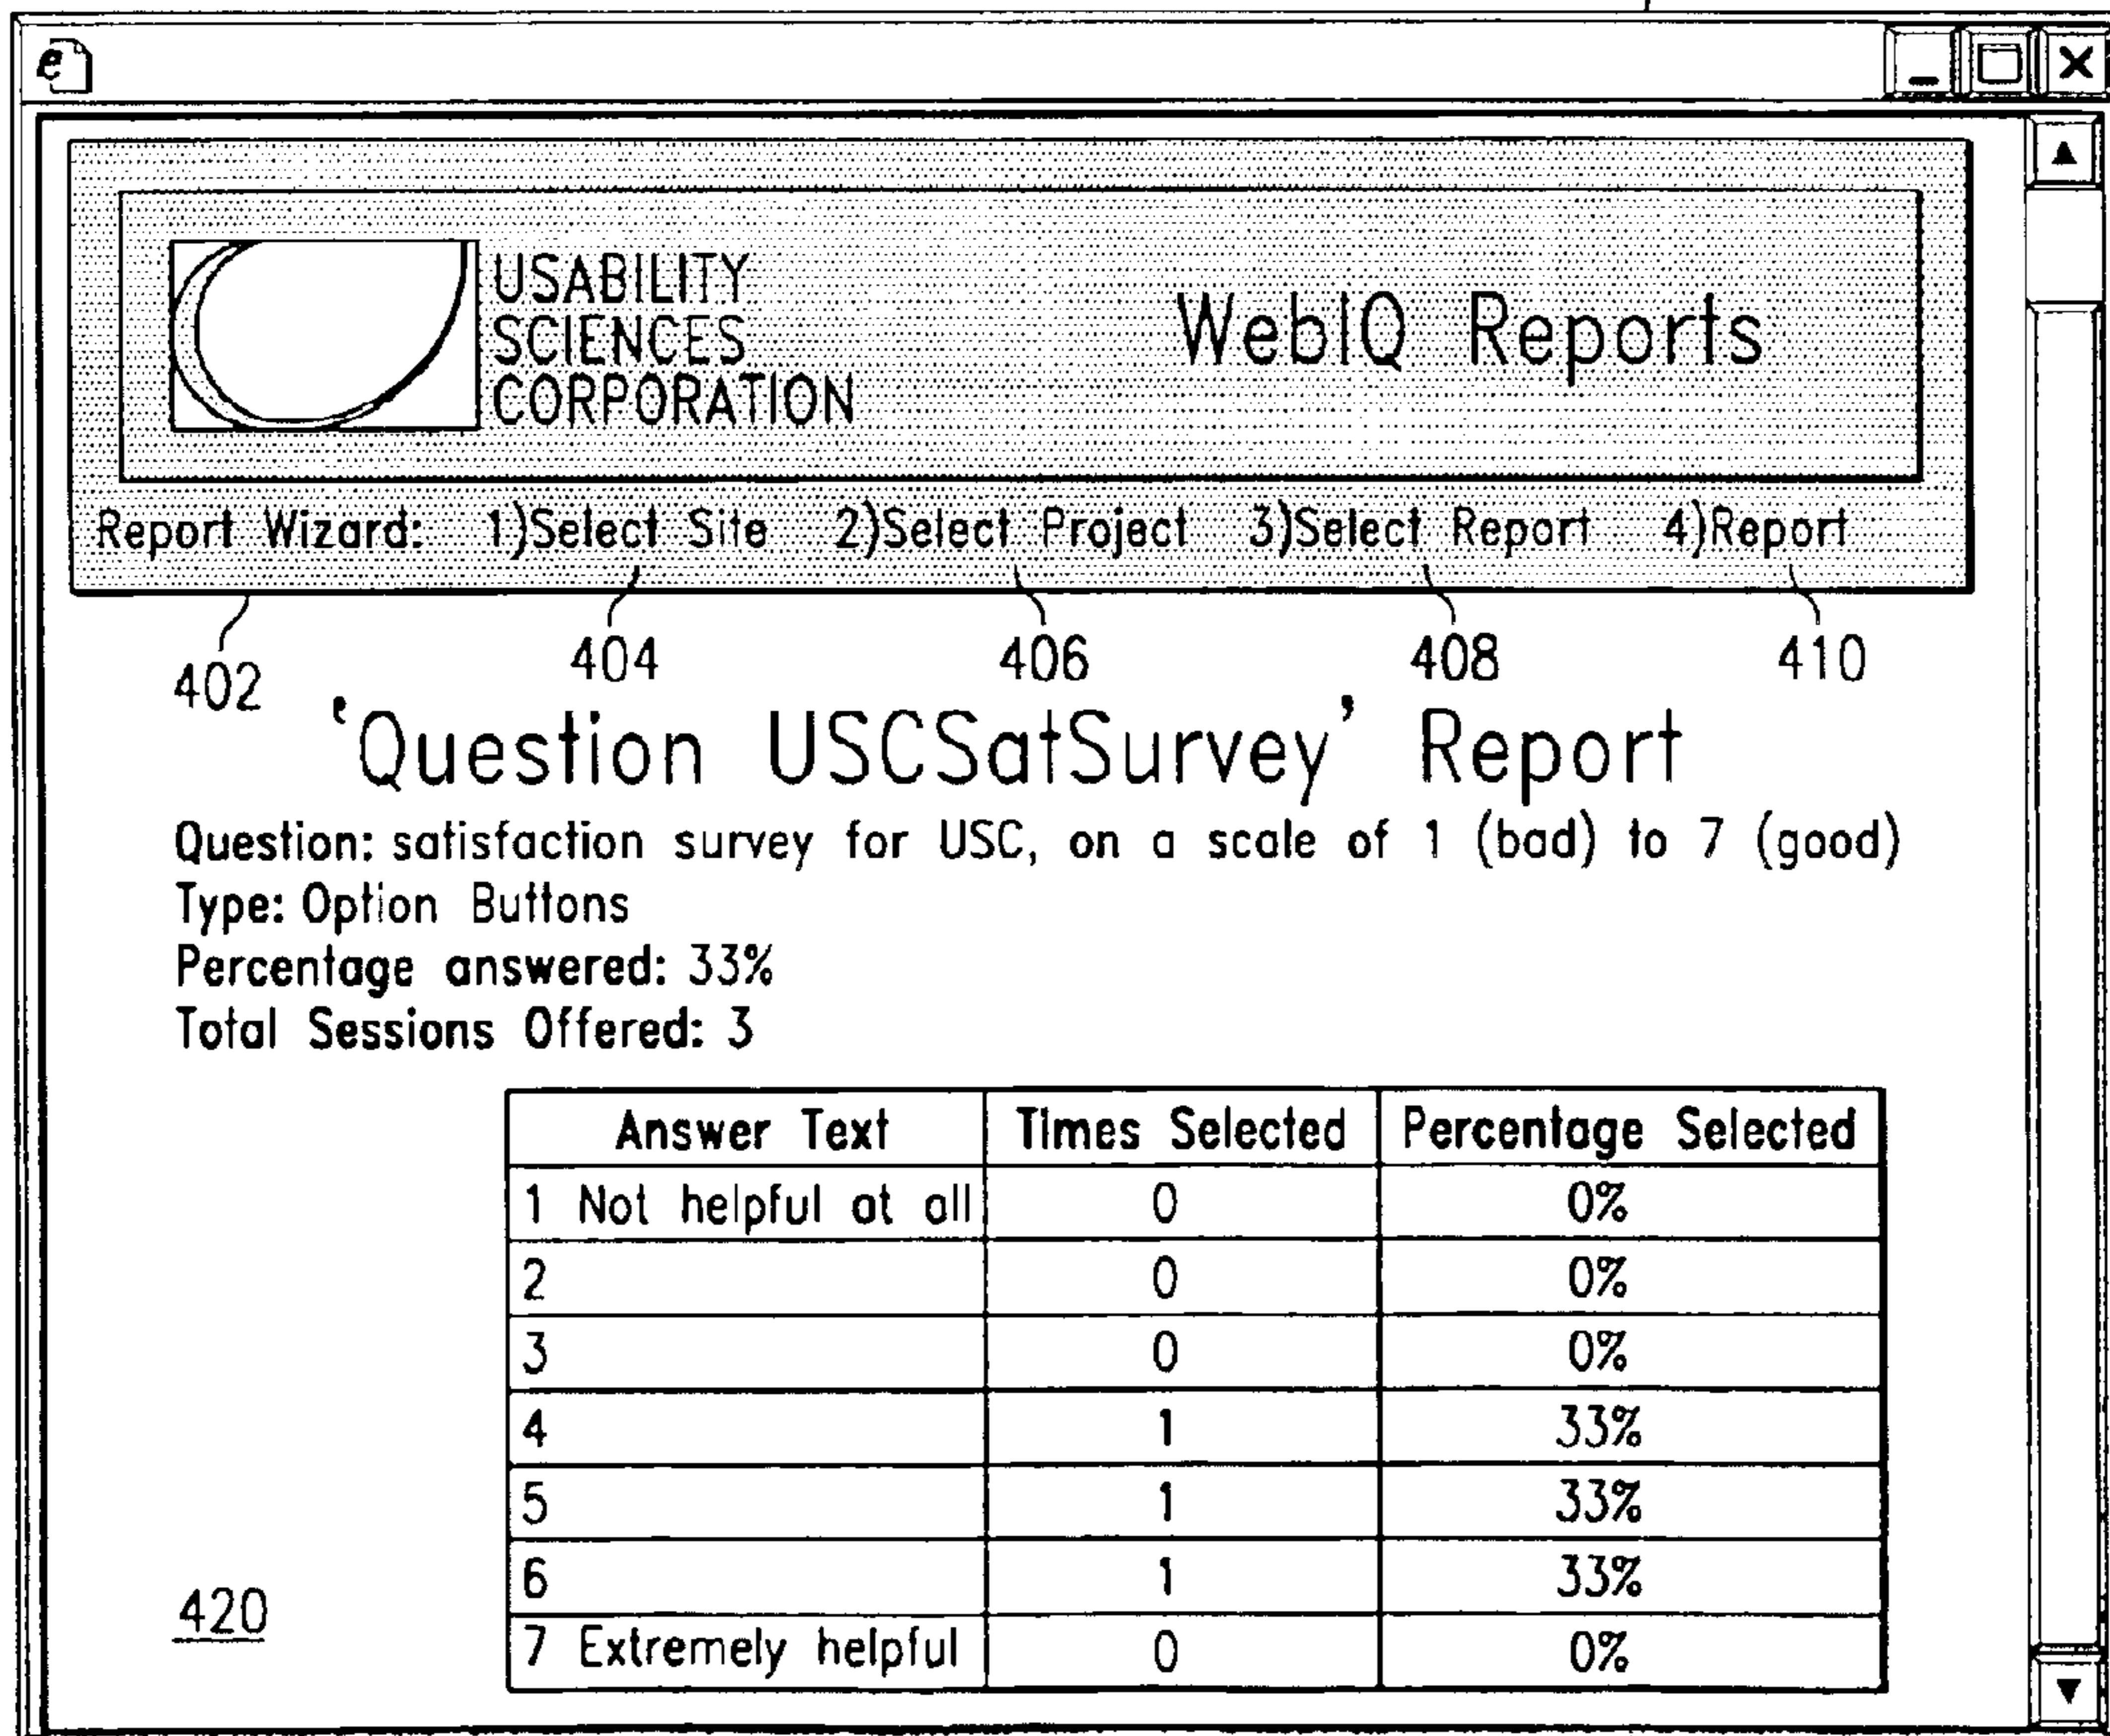 USABILITY
SCIENCES
CORPORATION
WebIQ Reports
Report Wizard: 1)Select Site 2)Select Project 3)Select Report 4)Report
402 404 406 408 410
'Question USCSatSurvey' Report
Question: satisfaction survey for USC, on a scale of 1 (bad) to 7 (good)
Type: Option Buttons
Percentage answered: 33%
Total Sessions Offered: 3
Answer Text Times Selected Percentage Selected
1 Not helpful at all 0 0%
2 0 0%
3 0 0%
4 1 33%
5 1 33%
6 1 33%
7 Extremely helpful 0 0%
420